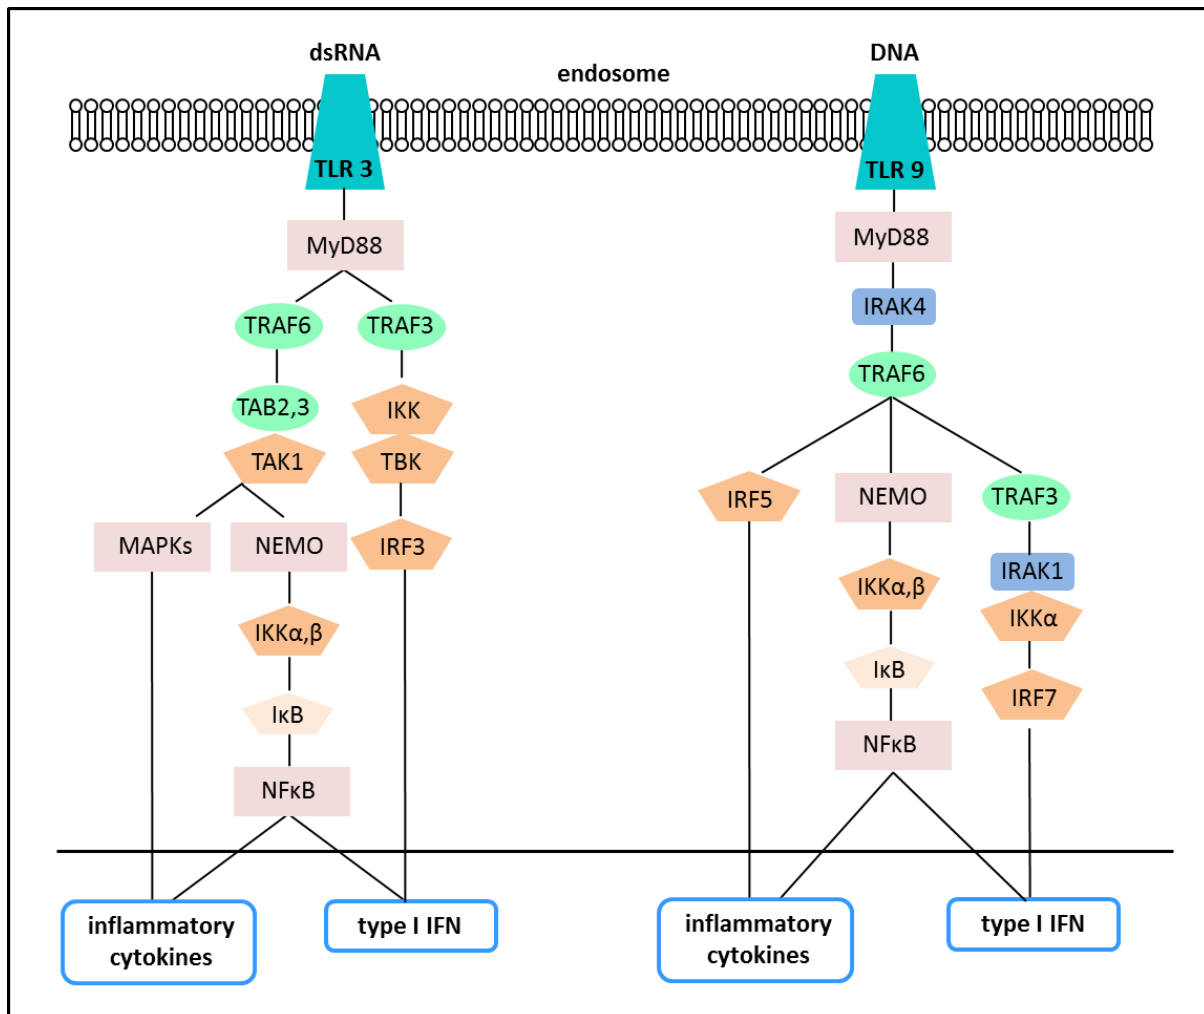 dsRNA
endosome
DNA
TLR 3
TLR 9
MyD88
MyD88
IRAK4
TRAF6
TRAF3
TRAF6
TAB2,3
IKK
TAK1
TBK
IRF5
NEMO
TRAF3
MAPKs
NEMO
IRF3
IKKα,β
IRAK1
IKKα
IKKα,β
IκB
IRF7
IκB
NFκB
NFκB
inflammatory
cytokines
type I IFN
inflammatory
cytokines
type I IFN